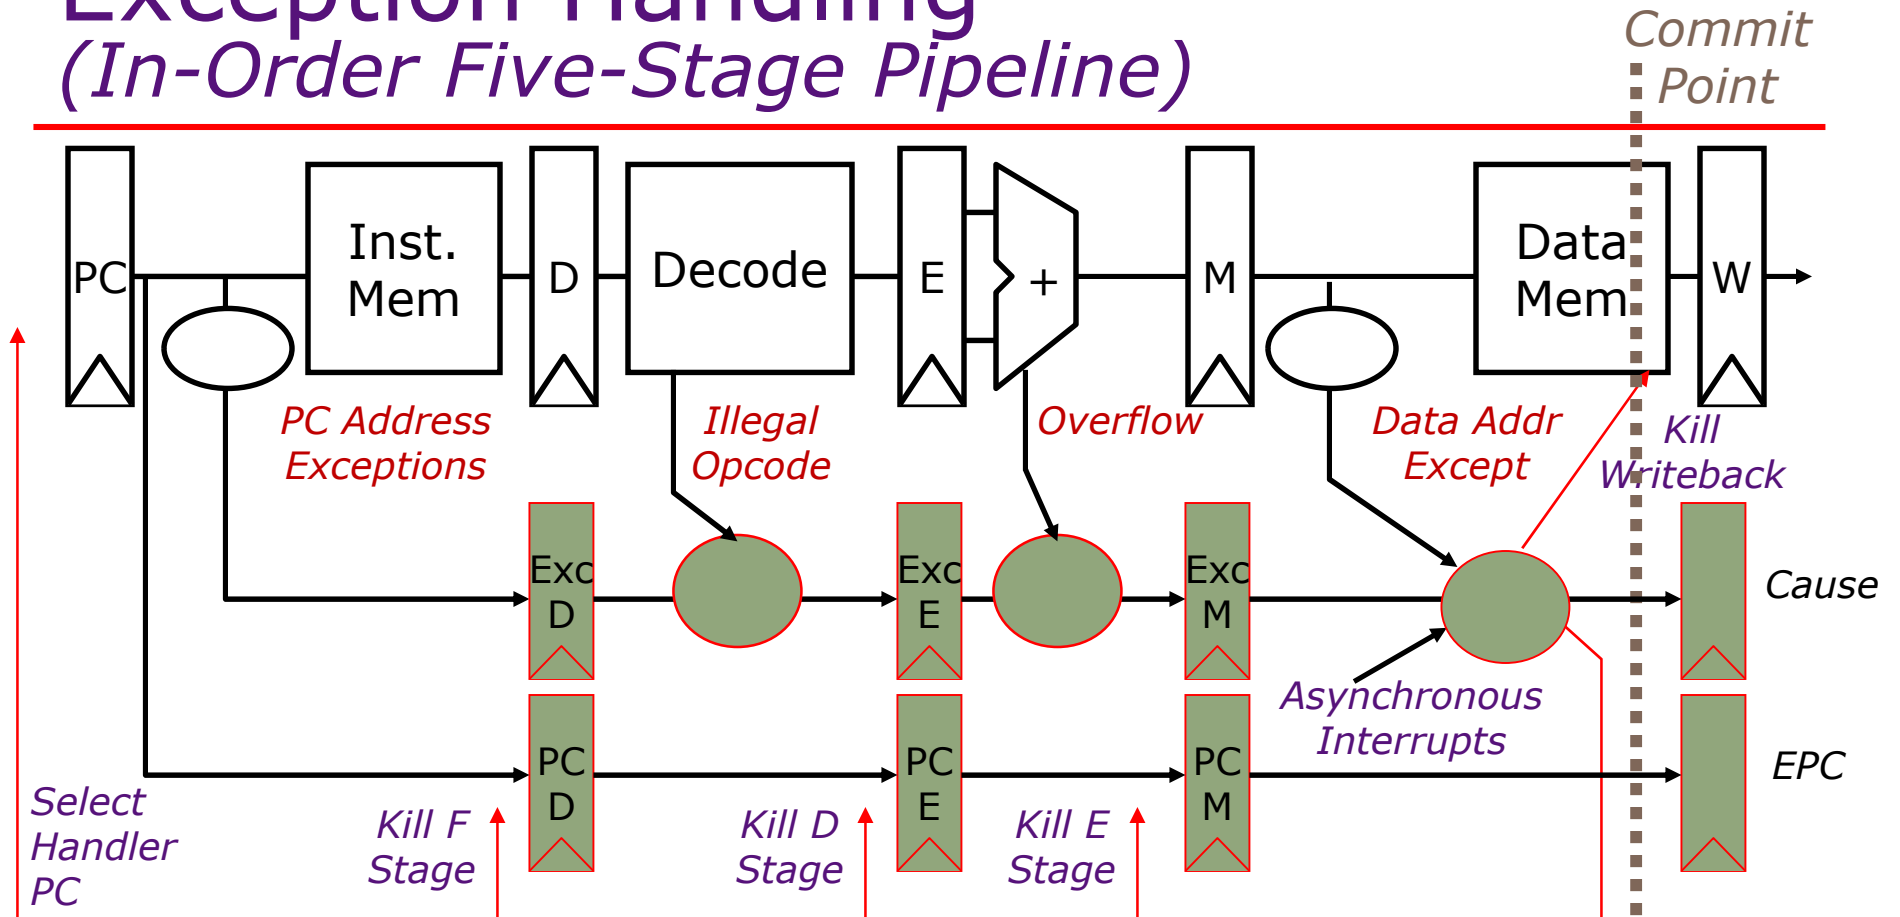 Exception Handling
(In-Order Five-Stage Pipeline)
Commit
Point
PC
Inst.
Mem
D
Decode
E
+
M
Data
Mem
W
PC Address
Exceptions
Illegal
Opcode
Overflow
Data Addr
Except
Kill
Writeback
Exc
D
Exc
E
Exc
M
Cause
Asynchronous
Interrupts
PC
D
PC
E
PC
M
EPC
Select
Handler
PC
Kill F
Stage
Kill D
Stage
Kill E
Stage